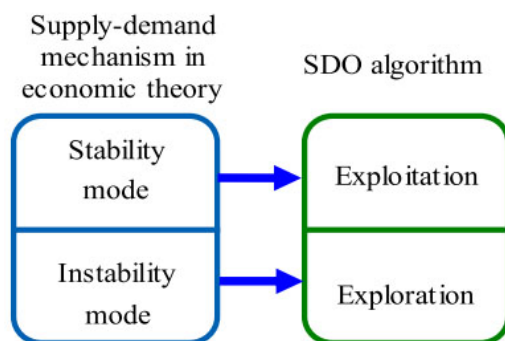 Supply-demand
mechanism in
economic theory
SDO algorithm
Stability
mode
Exploitation
Instability
mode
Exploration